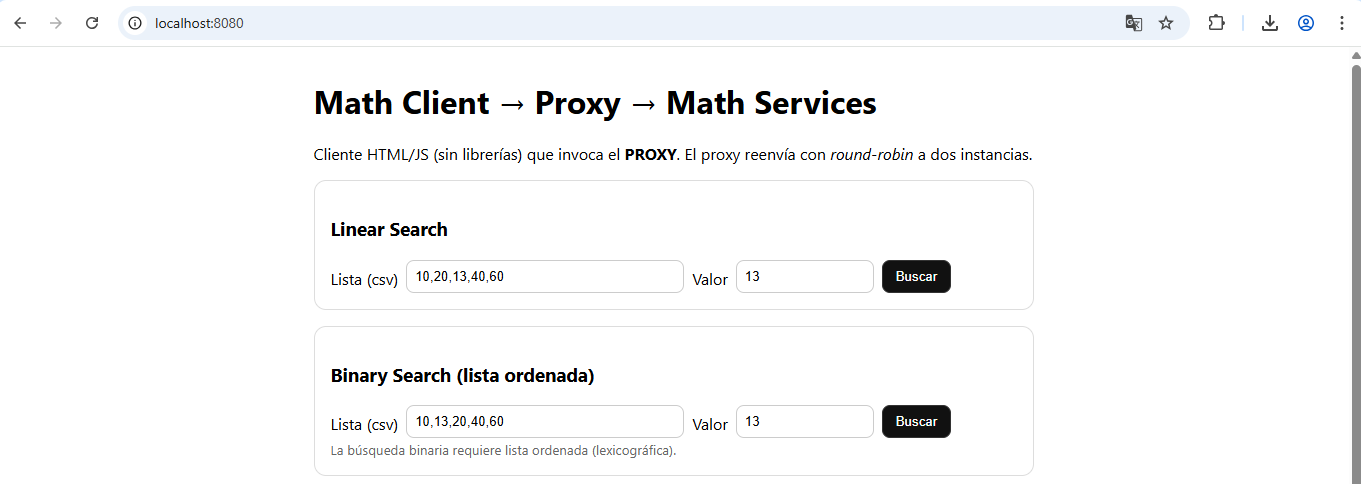 localhost:8080
Math Client → Proxy → Math Services
Cliente HTML/JS (sin librerías) que invoca el PROXY. El proxy reenvía con round-robin a dos instancias.
Linear Search
Lista (csv) 10,20,13,40,60 Valor 13 Buscar
Binary Search (lista ordenada)
Lista (csv) 10,13,20,40,60 Valor 13 Buscar
La búsqueda binaria requiere lista ordenada (lexicográfica).